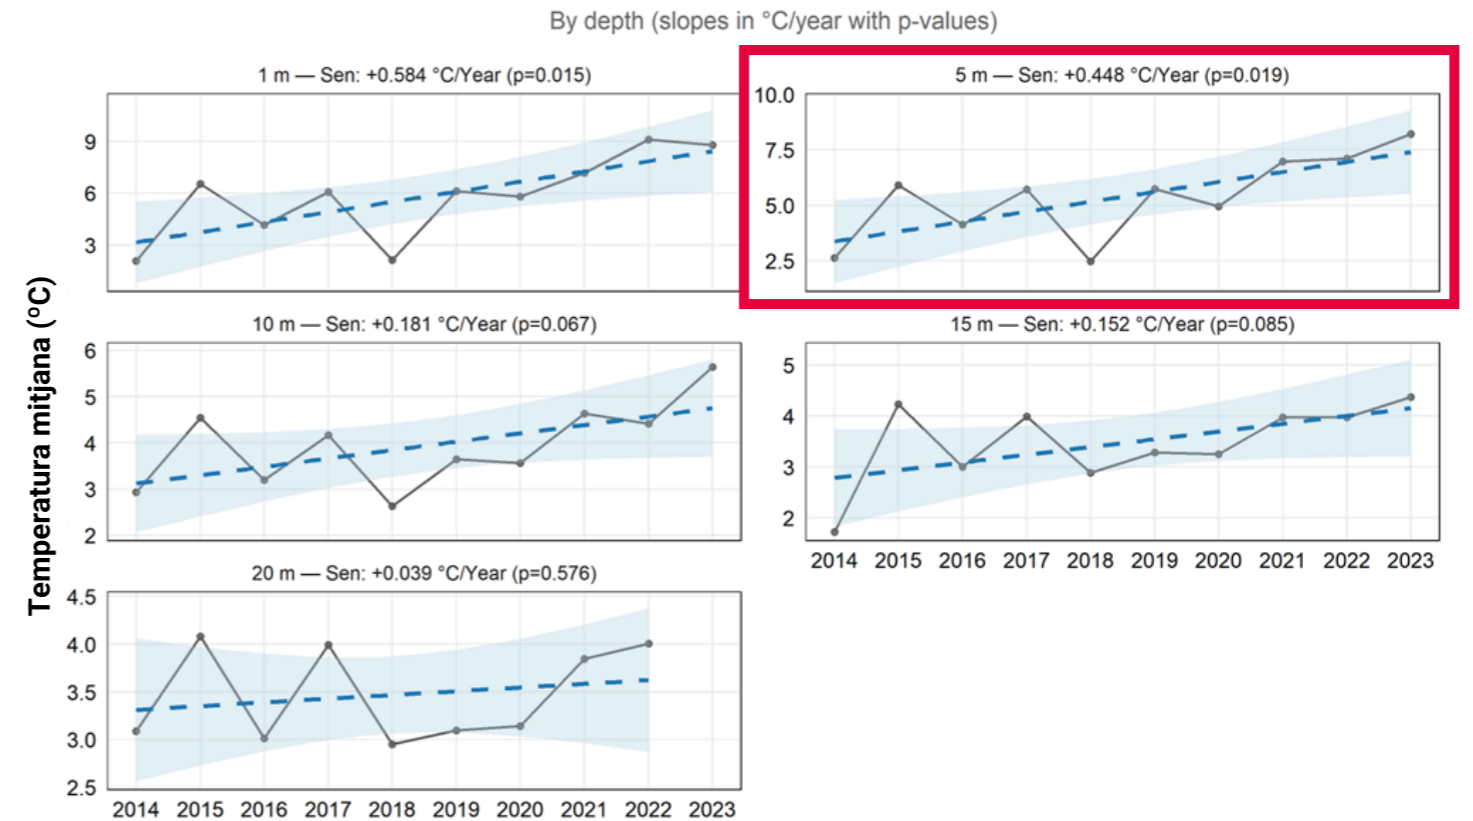 By depth (slopes in °C/year with p-values)
1 m — Sen: +0.584 °C/Year (p=0.015)
9
6
3
5 m — Sen: +0.448 °C/Year (p=0.019)
10.0
7.5
5.0
2.5
Temperatura mitjana (ºC)
10 m — Sen: +0.181 °C/Year (p=0.067)
6
5
4
3
2
15 m — Sen: +0.152 °C/Year (p=0.085)
5
4
3
2
2014 2015 2016 2017 2018 2019 2020 2021 2022 2023
20 m — Sen: +0.039 °C/Year (p=0.576)
4.5
4.0
3.5
3.0
2.5
2014 2015 2016 2017 2018 2019 2020 2021 2022 2023